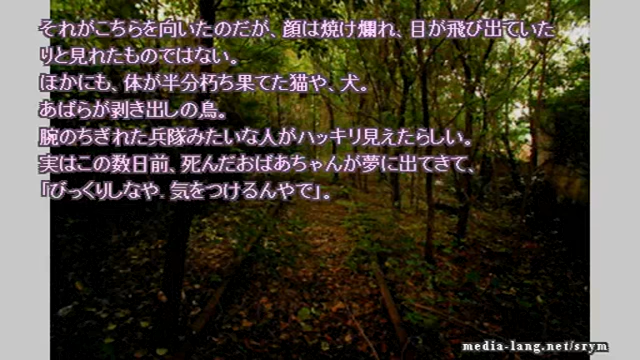 それがこちらを向いたのだが、顔は焼け爛れ、目が飛び出ていた
りと見れたものではない。
ほかにも、体が半分朽ち果てた猫や、犬。
あばらが剥き出しの鳥。
腕のちぎれた兵隊みたいな人がハッキリ見えたらしい。
実はこの数日前、死んだおばあちゃんが夢に出てきて、
「びっくりしなや．気をつけるんやで」。
media-lang.net/srym